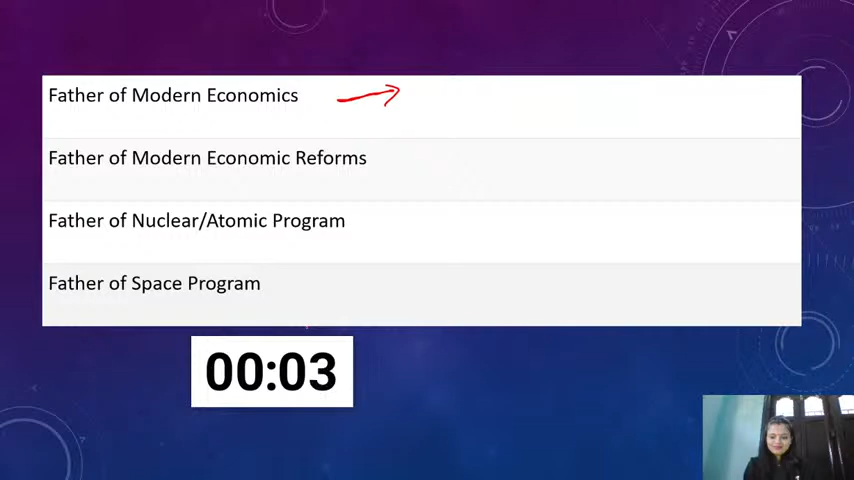 Father of Modern Economics
Father of Modern Economic Reforms
Father of Nuclear/Atomic Program
Father of Space Program
00:03